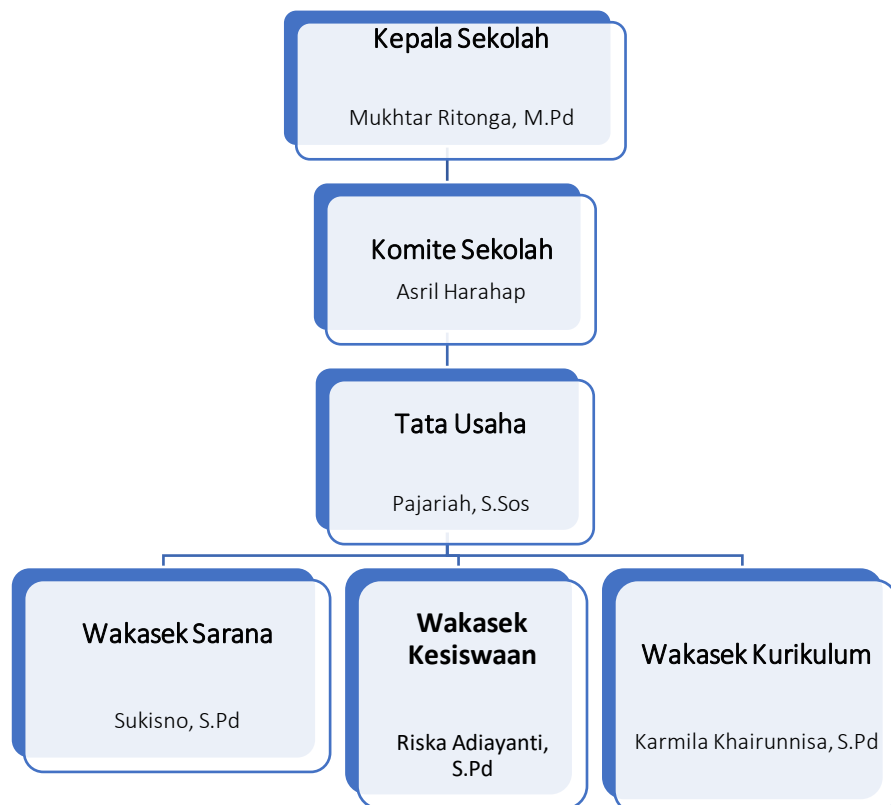 Kepala Sekolah
Mukhtar Ritonga, M.Pd
Komite Sekolah
Asril Harahap
Tata Usaha
Pajariah, S.Sos
Wakasek Sarana
Sukisno, S.Pd
Wakasek
Kesiswaan
Riska Adiayanti,
S.Pd
Wakasek Kurikulum
Karmila Khairunnisa, S.Pd